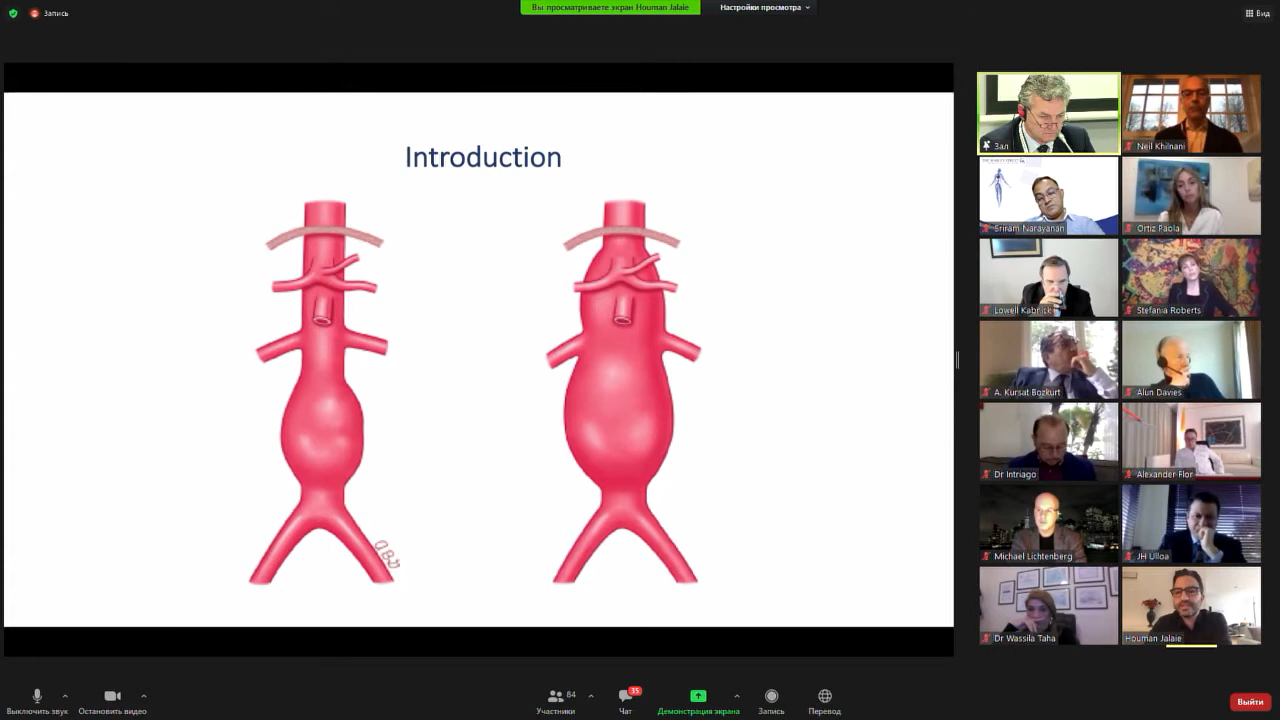 Запись
Вы просматриваете экран Houman Jalaie
Настройки просмотра
Вид
Introduction
Зал
Neil Khilnani
Sriram Narayanan
Ortiz Paola
Lowell Kabnick
Stefania Roberts
A. Kursat Bozkurt
Alun Davies
Dr Intriago
Alexander Flor
Michael Lichtenberg
JH Ulloa
Dr Wassila Taha
Houman Jalaie
84
35
Выключить звук
Остановить видео
Участники
Чат
Демонстрация экрана
Запись
Перевод
Выйти